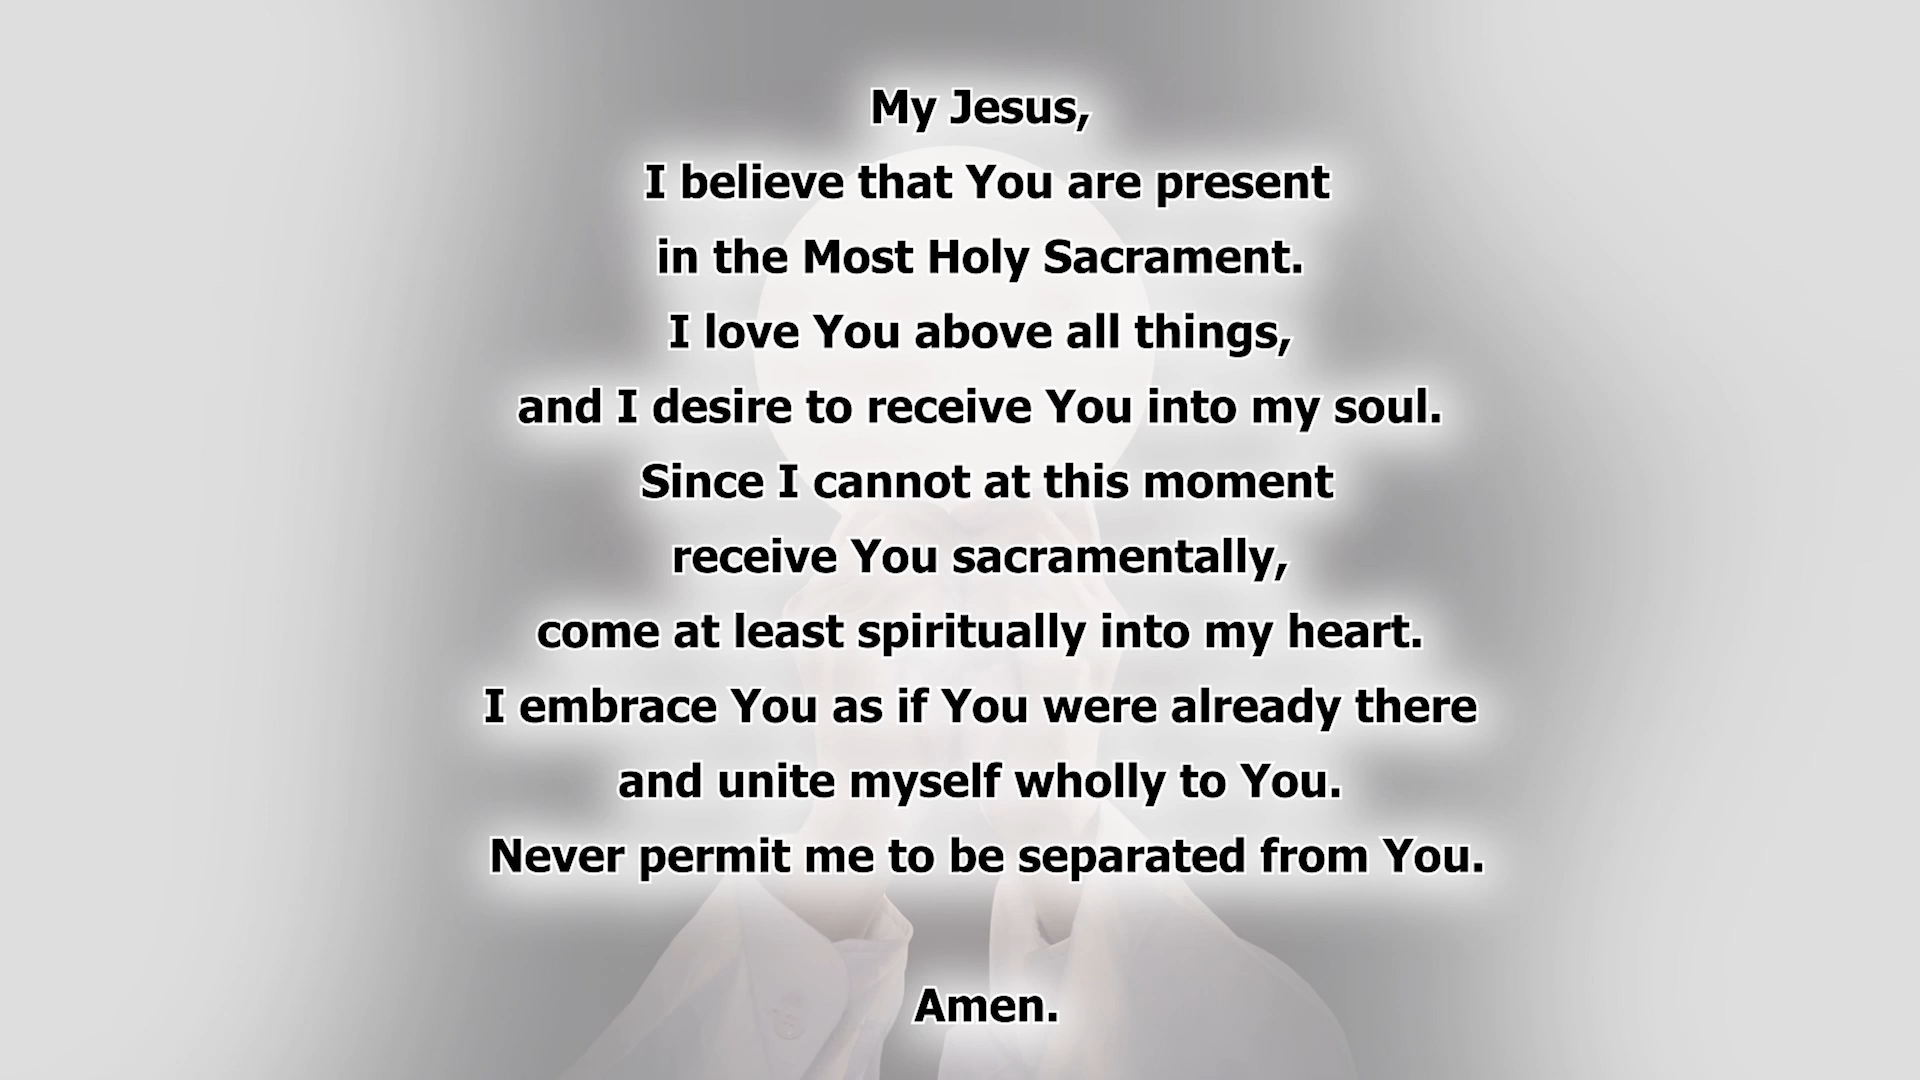 My Jesus,
I believe that You are present
in the Most Holy Sacrament.
I love You above all things,
and I desire to receive You into my soul.
Since I cannot at this moment
receive You sacramentally,
come at least spiritually into my heart.
I embrace You as if You were already there
and unite myself wholly to You.
Never permit me to be separated from You.
Amen.